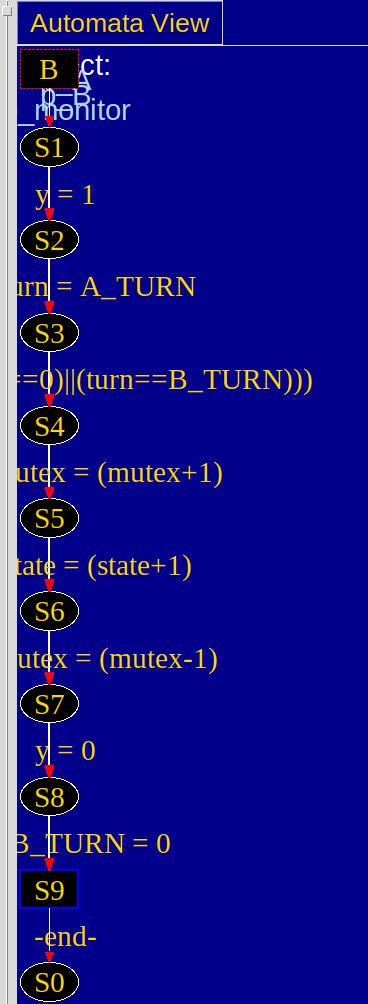 Automata View
B
ct:
p_B
_monitor
S1
y = 1
S2
urn = A_TURN
S3
==0)||(turn==B_TURN)))
S4
utex = (mutex+1)
S5
tate = (state+1)
S6
utex = (mutex-1)
S7
y = 0
S8
B_TURN = 0
S9
-end-
S0